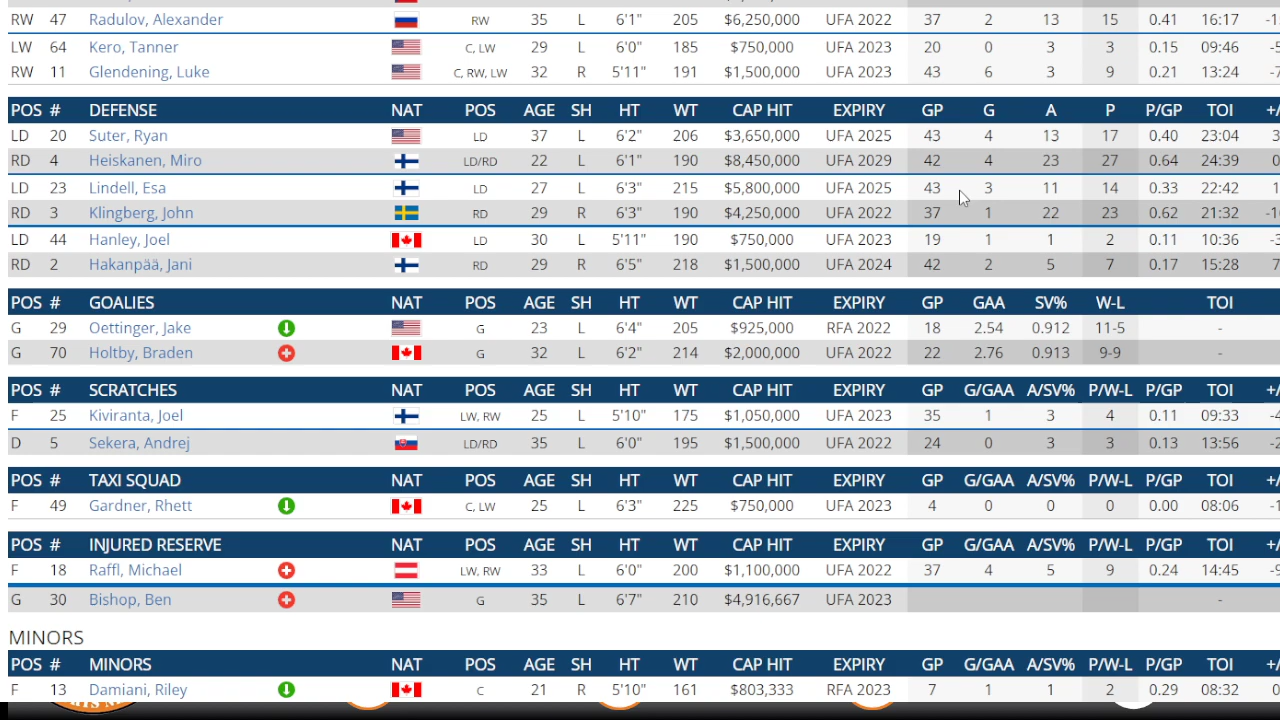 RW 47 Radulov, Alexander RW 35 L 6'1" 205 $6,250,000 UFA 2022 37 2 13 15 0.41 16:17
LW 64 Kero, Tanner C, LW 29 L 6'0" 185 $750,000 UFA 2023 20 0 3 3 0.15 09:46
RW 11 Glendening, Luke C, RW, LW 32 R 5'11" 191 $1,500,000 UFA 2023 43 6 3 9 0.21 13:24
POS # DEFENSE NAT POS AGE SH HT WT CAP HIT EXPIRY GP G A P P/GP TOI +/
LD 20 Suter, Ryan LD 37 L 6'2" 206 $3,650,000 UFA 2025 43 4 13 17 0.40 23:04
RD 4 Heiskanen, Miro LD/RD 22 L 6'1" 190 $8,450,000 UFA 2029 42 4 23 27 0.64 24:39
LD 23 Lindell, Esa LD 27 L 6'3" 215 $5,800,000 UFA 2025 43 3 11 14 0.33 22:42
RD 3 Klingberg, John RD 29 R 6'3" 190 $4,250,000 UFA 2022 37 1 22 23 0.62 21:32
LD 44 Hanley, Joel LD 30 L 5'11" 190 $750,000 UFA 2023 19 1 1 2 0.11 10:36
RD 2 Hakanpää, Jani RD 29 R 6'5" 218 $1,500,000 UFA 2024 42 2 5 7 0.17 15:28 7
POS # GOALIES NAT POS AGE SH HT WT CAP HIT EXPIRY GP GAA SV% W-L TOI
G 29 Oettinger, Jake G 23 L 6'4" 205 $925,000 RFA 2022 18 2.54 0.912 11-5 -
G 70 Holtby, Braden G 32 L 6'2" 214 $2,000,000 UFA 2022 22 2.76 0.913 9-9 -
POS # SCRATCHES NAT POS AGE SH HT WT CAP HIT EXPIRY GP G/GAA A/SV% P/W-L P/GP TOI +/
F 25 Kiviranta, Joel LW, RW 25 L 5'10" 175 $1,050,000 UFA 2023 35 1 3 4 0.11 09:33
D 5 Sekera, Andrej LD/RD 35 L 6'0" 195 $1,500,000 UFA 2022 24 0 3 3 0.13 13:56
POS # TAXI SQUAD NAT POS AGE SH HT WT CAP HIT EXPIRY GP G/GAA A/SV% P/W-L P/GP TOI +/
F 49 Gardner, Rhett C, LW 25 L 6'3" 225 $750,000 UFA 2023 4 0 0 0 0.00 08:06
POS # INJURED RESERVE NAT POS AGE SH HT WT CAP HIT EXPIRY GP G/GAA A/SV% P/W-L P/GP TOI +/
F 18 Raffl, Michael LW, RW 33 L 6'0" 200 $1,100,000 UFA 2022 37 4 5 9 0.24 14:45
G 30 Bishop, Ben G 35 L 6'7" 210 $4,916,667 UFA 2023 -
MINORS
POS # MINORS NAT POS AGE SH HT WT CAP HIT EXPIRY GP G/GAA A/SV% P/W-L P/GP TOI +/
F 13 Damiani, Riley C 21 R 5'10" 161 $803,333 RFA 2023 7 1 1 2 0.29 08:32